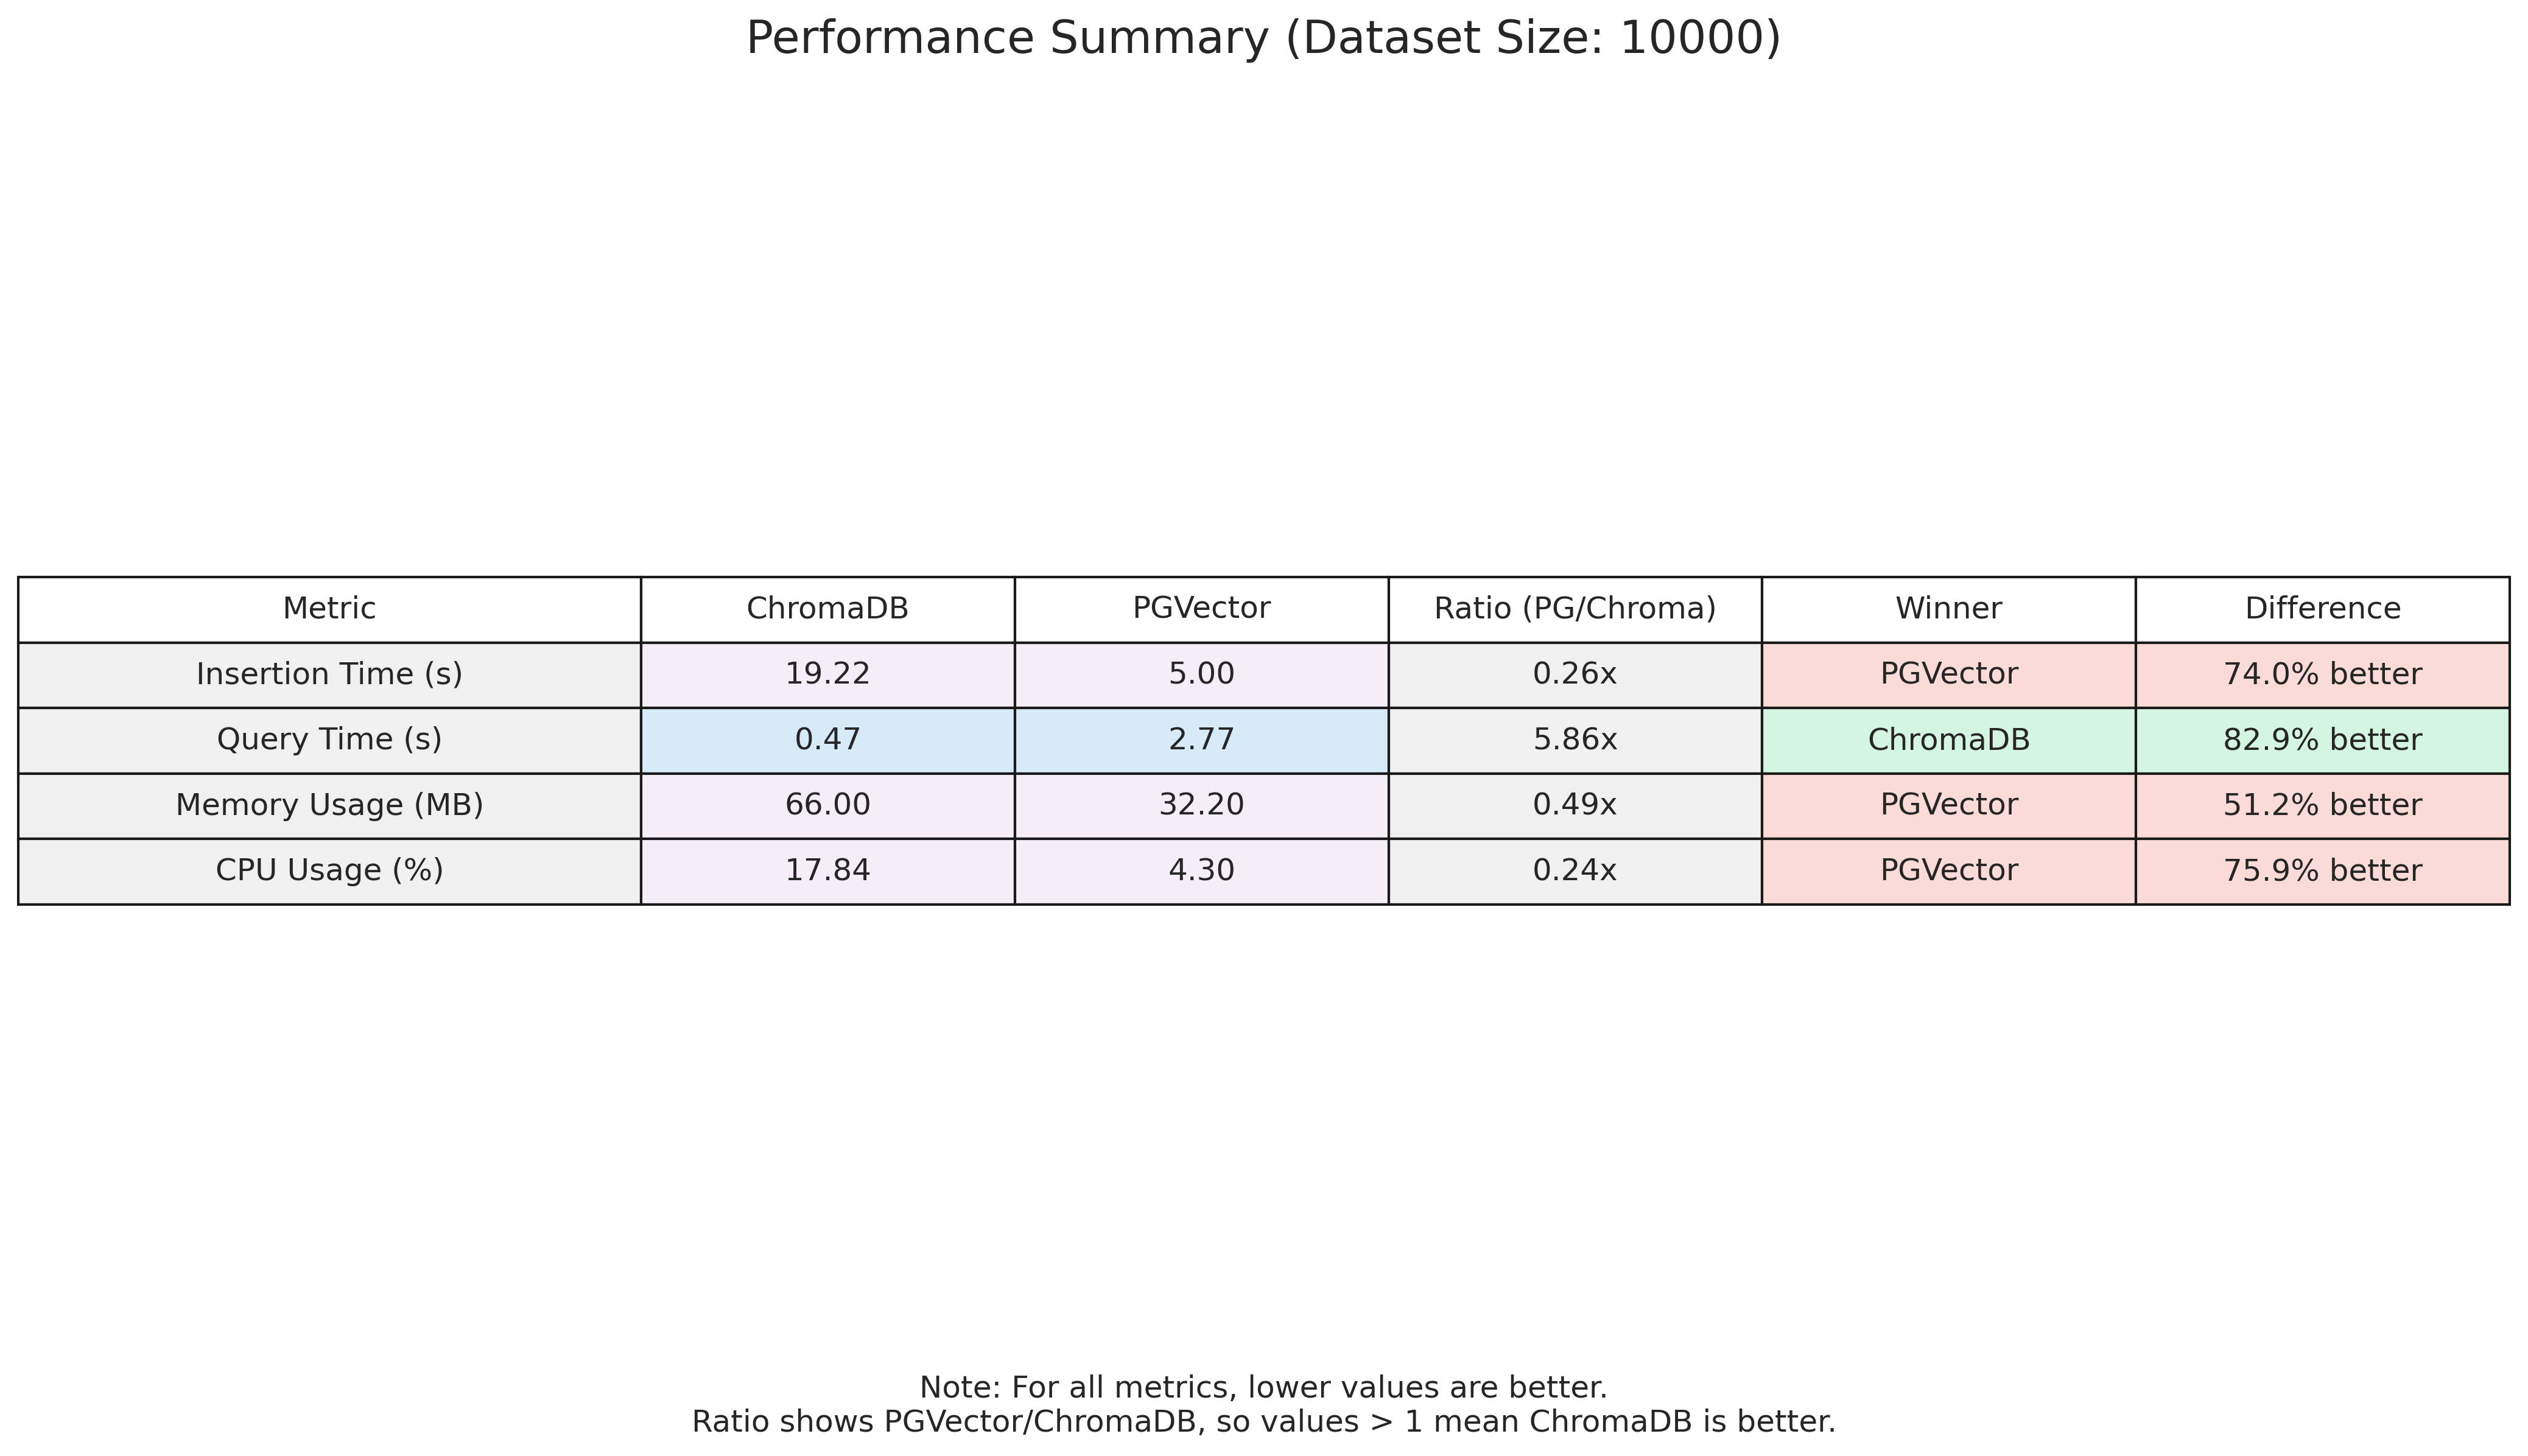 Performance Summary (Dataset Size: 10000)
Metric ChromaDB PGVector Ratio (PG/Chroma) Winner Difference
Insertion Time (s) 19.22 5.00 0.26x PGVector 74.0% better
Query Time (s) 0.47 2.77 5.86x ChromaDB 82.9% better
Memory Usage (MB) 66.00 32.20 0.49x PGVector 51.2% better
CPU Usage (%) 17.84 4.30 0.24x PGVector 75.9% better
Note: For all metrics, lower values are better.
Ratio shows PGVector/ChromaDB, so values > 1 mean ChromaDB is better.